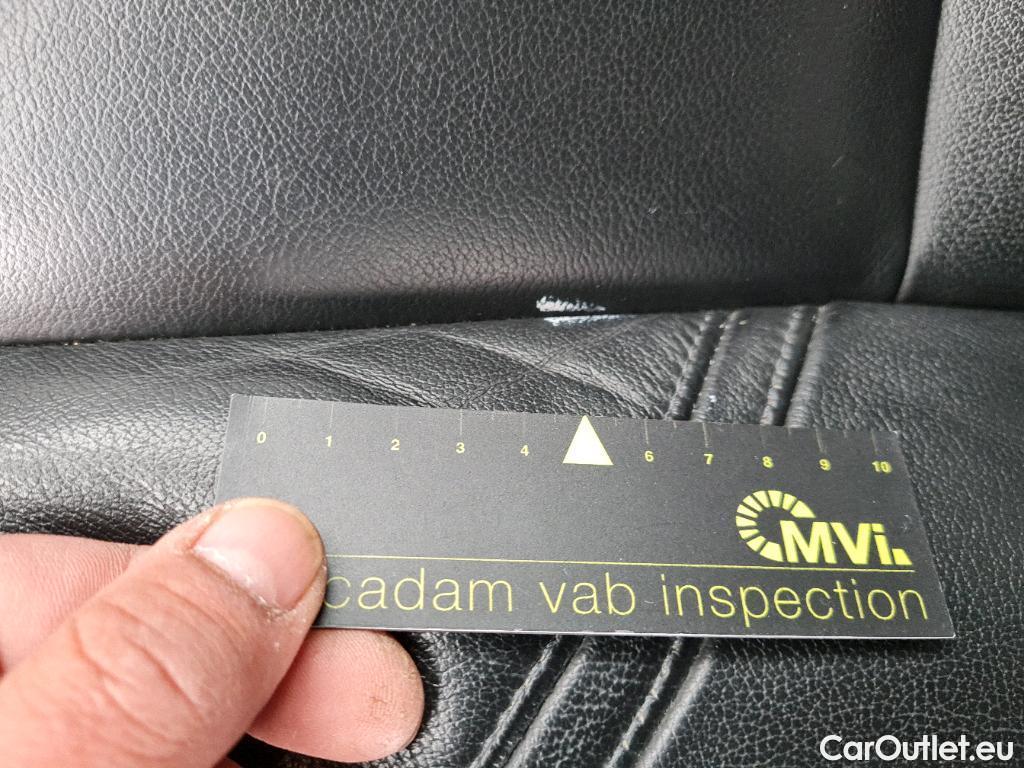 0 1 2 3 4 6 7 8 9 10
MVi.
cadam vab inspection
CarOutlet.eu